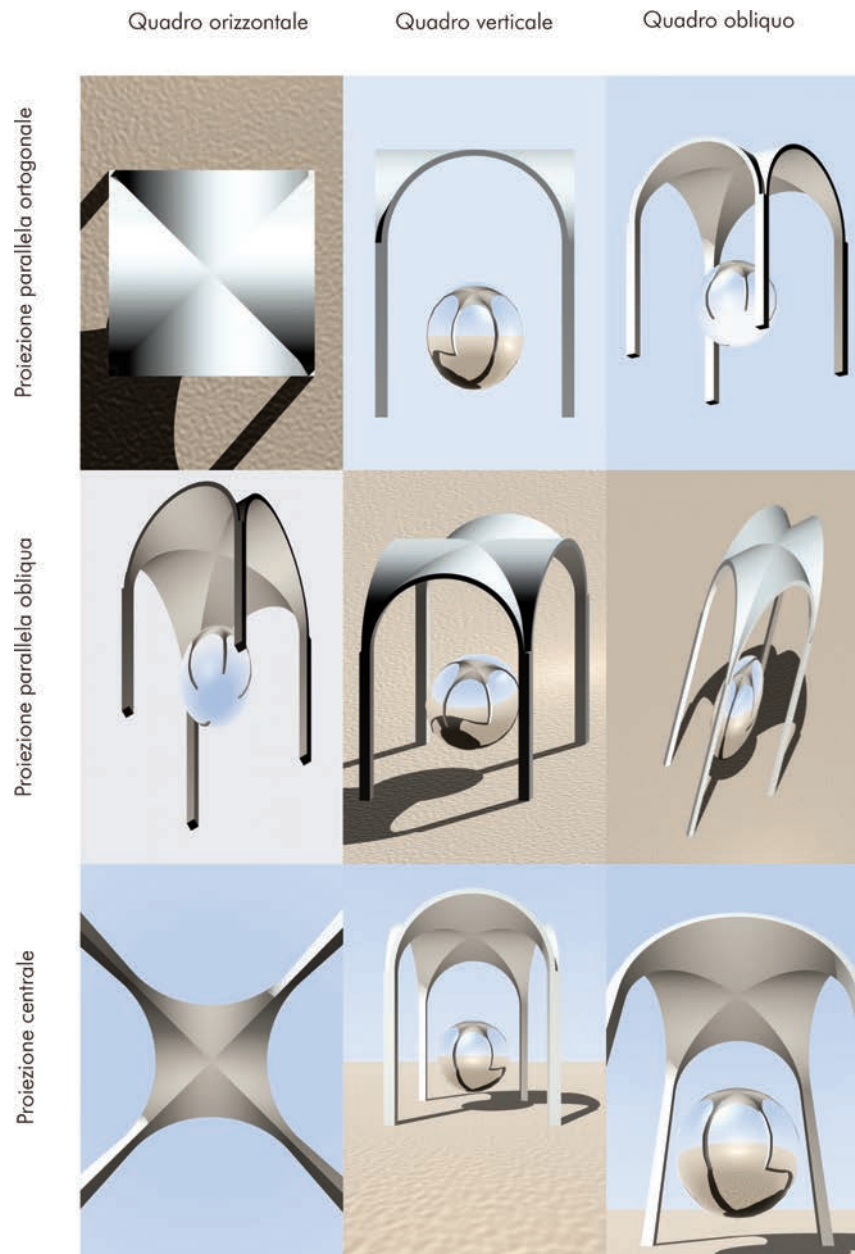 Quadro orizzontale
Quadro verticale
Quadro obliquo
Proiezione parallela ortogonale
Proiezione parallela obliqua
Proiezione centrale